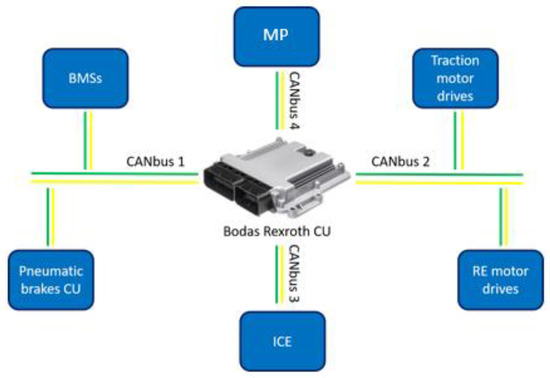 MP
BMSs
Traction
motor
drives
CANbus 4
CANbus 1
CANbus 2
Bodas Rexroth CU
Pneumatic
brakes CU
CANbus 3
RE motor
drives
ICE